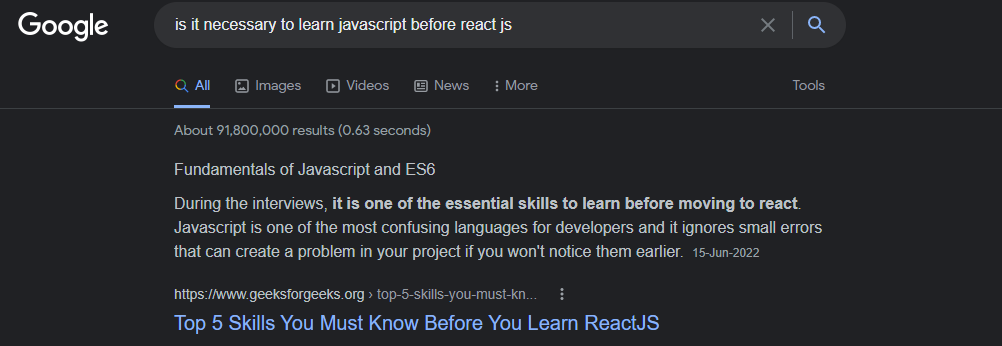 Google
is it necessary to learn javascript before react js
All
Images
Videos
News
More
Tools
About 91,800,000 results (0.63 seconds)
Fundamentals of Javascript and ES6
During the interviews, it is one of the essential skills to learn before moving to react.
Javascript is one of the most confusing languages for developers and it ignores small errors
that can create a problem in your project if you won't notice them earlier. 15-Jun-2022
https://www.geeksforgeeks.org › top-5-skills-you-must-kn...
Top 5 Skills You Must Know Before You Learn ReactJS